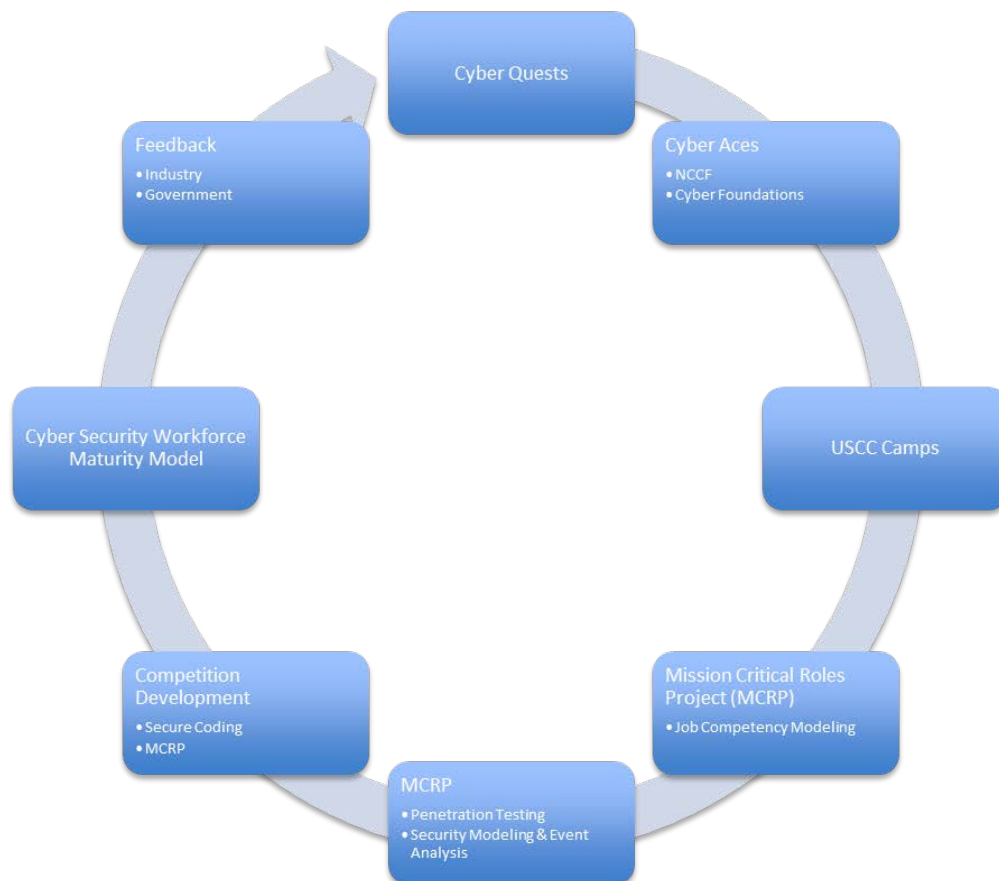 Cyber Quests
Cyber Aces
• NCCF
• Cyber Foundations
USCC Camps
Mission Critical Roles
Project (MCRP)
• Job Competency Modeling
MCRP
• Penetration Testing
• Security Modeling & Event
Analysis
Competition
Development
• Secure Coding
• MCRP
Cyber Security Workforce
Maturity Model
Feedback
• Industry
• Government